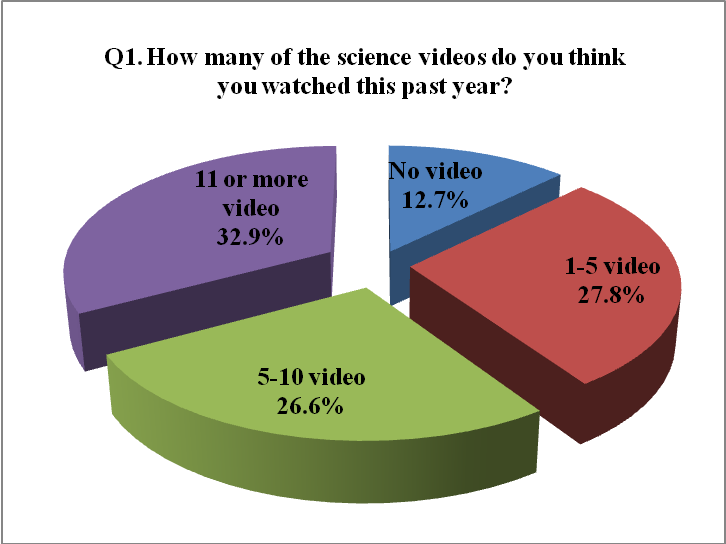 Q1. How many of the science videos do you think
you watched this past year?
No video
12.7%
1-5 video
27.8%
5-10 video
26.6%
11 or more
video
32.9%